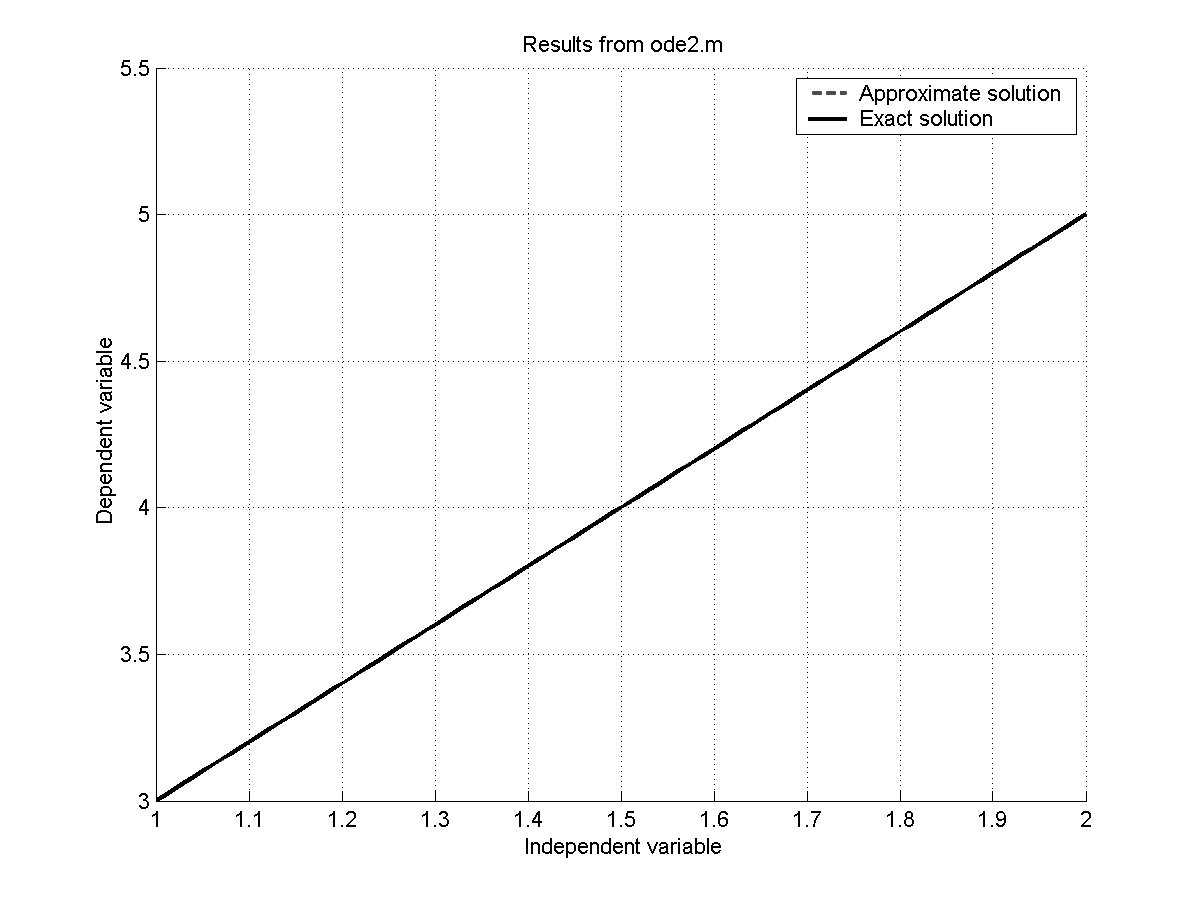 Results from ode2.m
5.5
Approximate solution
Exact solution
5
4.5
Dependent variable
4
3.5
3
1 1.1 1.2 1.3 1.4 1.5 1.6 1.7 1.8 1.9 2
Independent variable